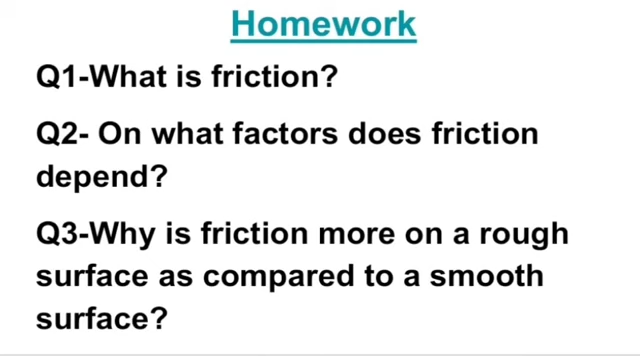 Homework
Q1-What is friction?
Q2- On what factors does friction
depend?
Q3-Why is friction more on a rough
surface as compared to a smooth
surface?